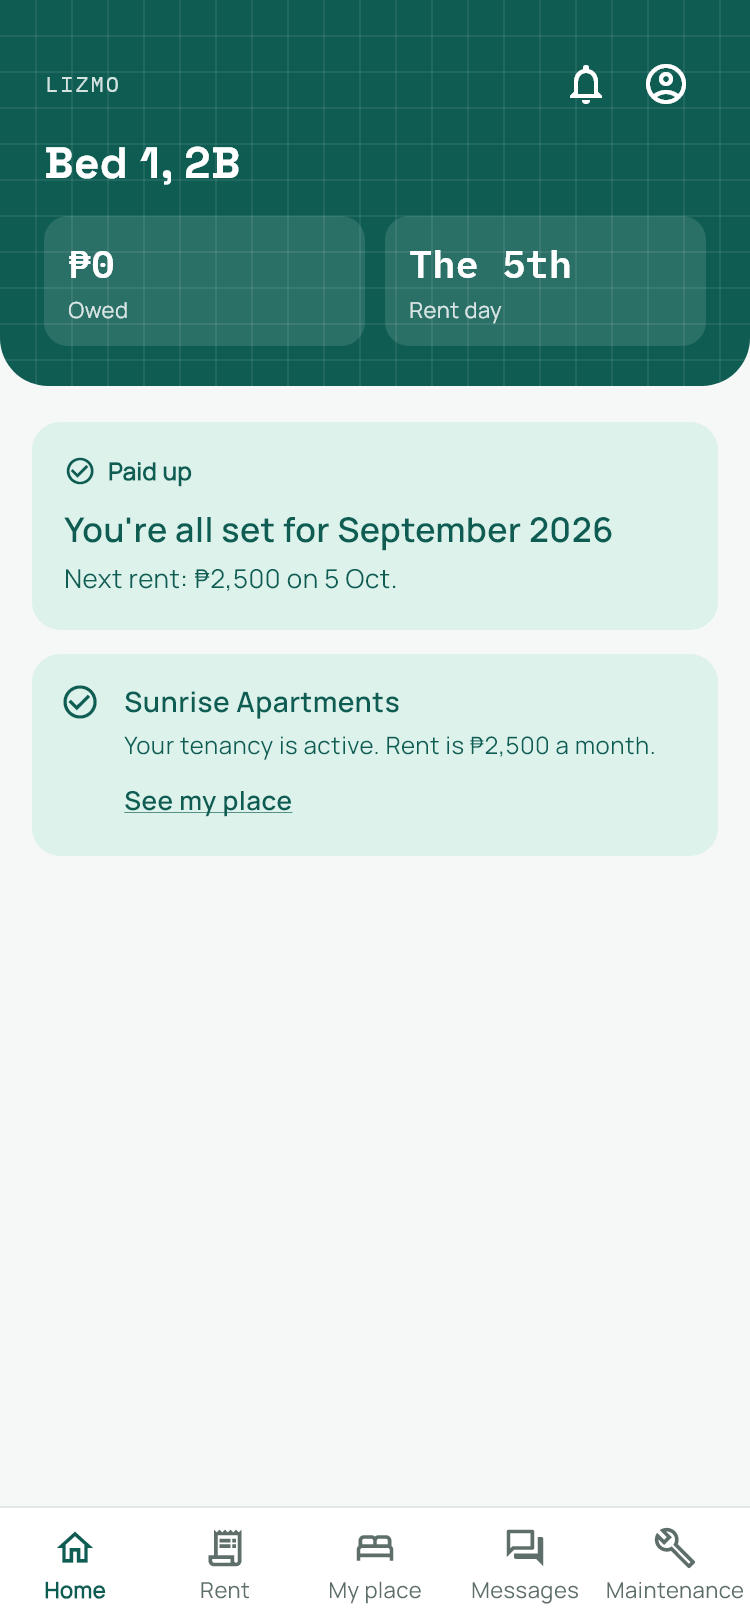 LIZMO
Bed 1, 2B
₱0
Owed
The 5th
Rent day
Paid up
You're all set for September 2026
Next rent: ₱2,500 on 5 Oct.
Sunrise Apartments
Your tenancy is active. Rent is ₱2,500 a month.
See my place
Home
Rent
My place
Messages
Maintenance